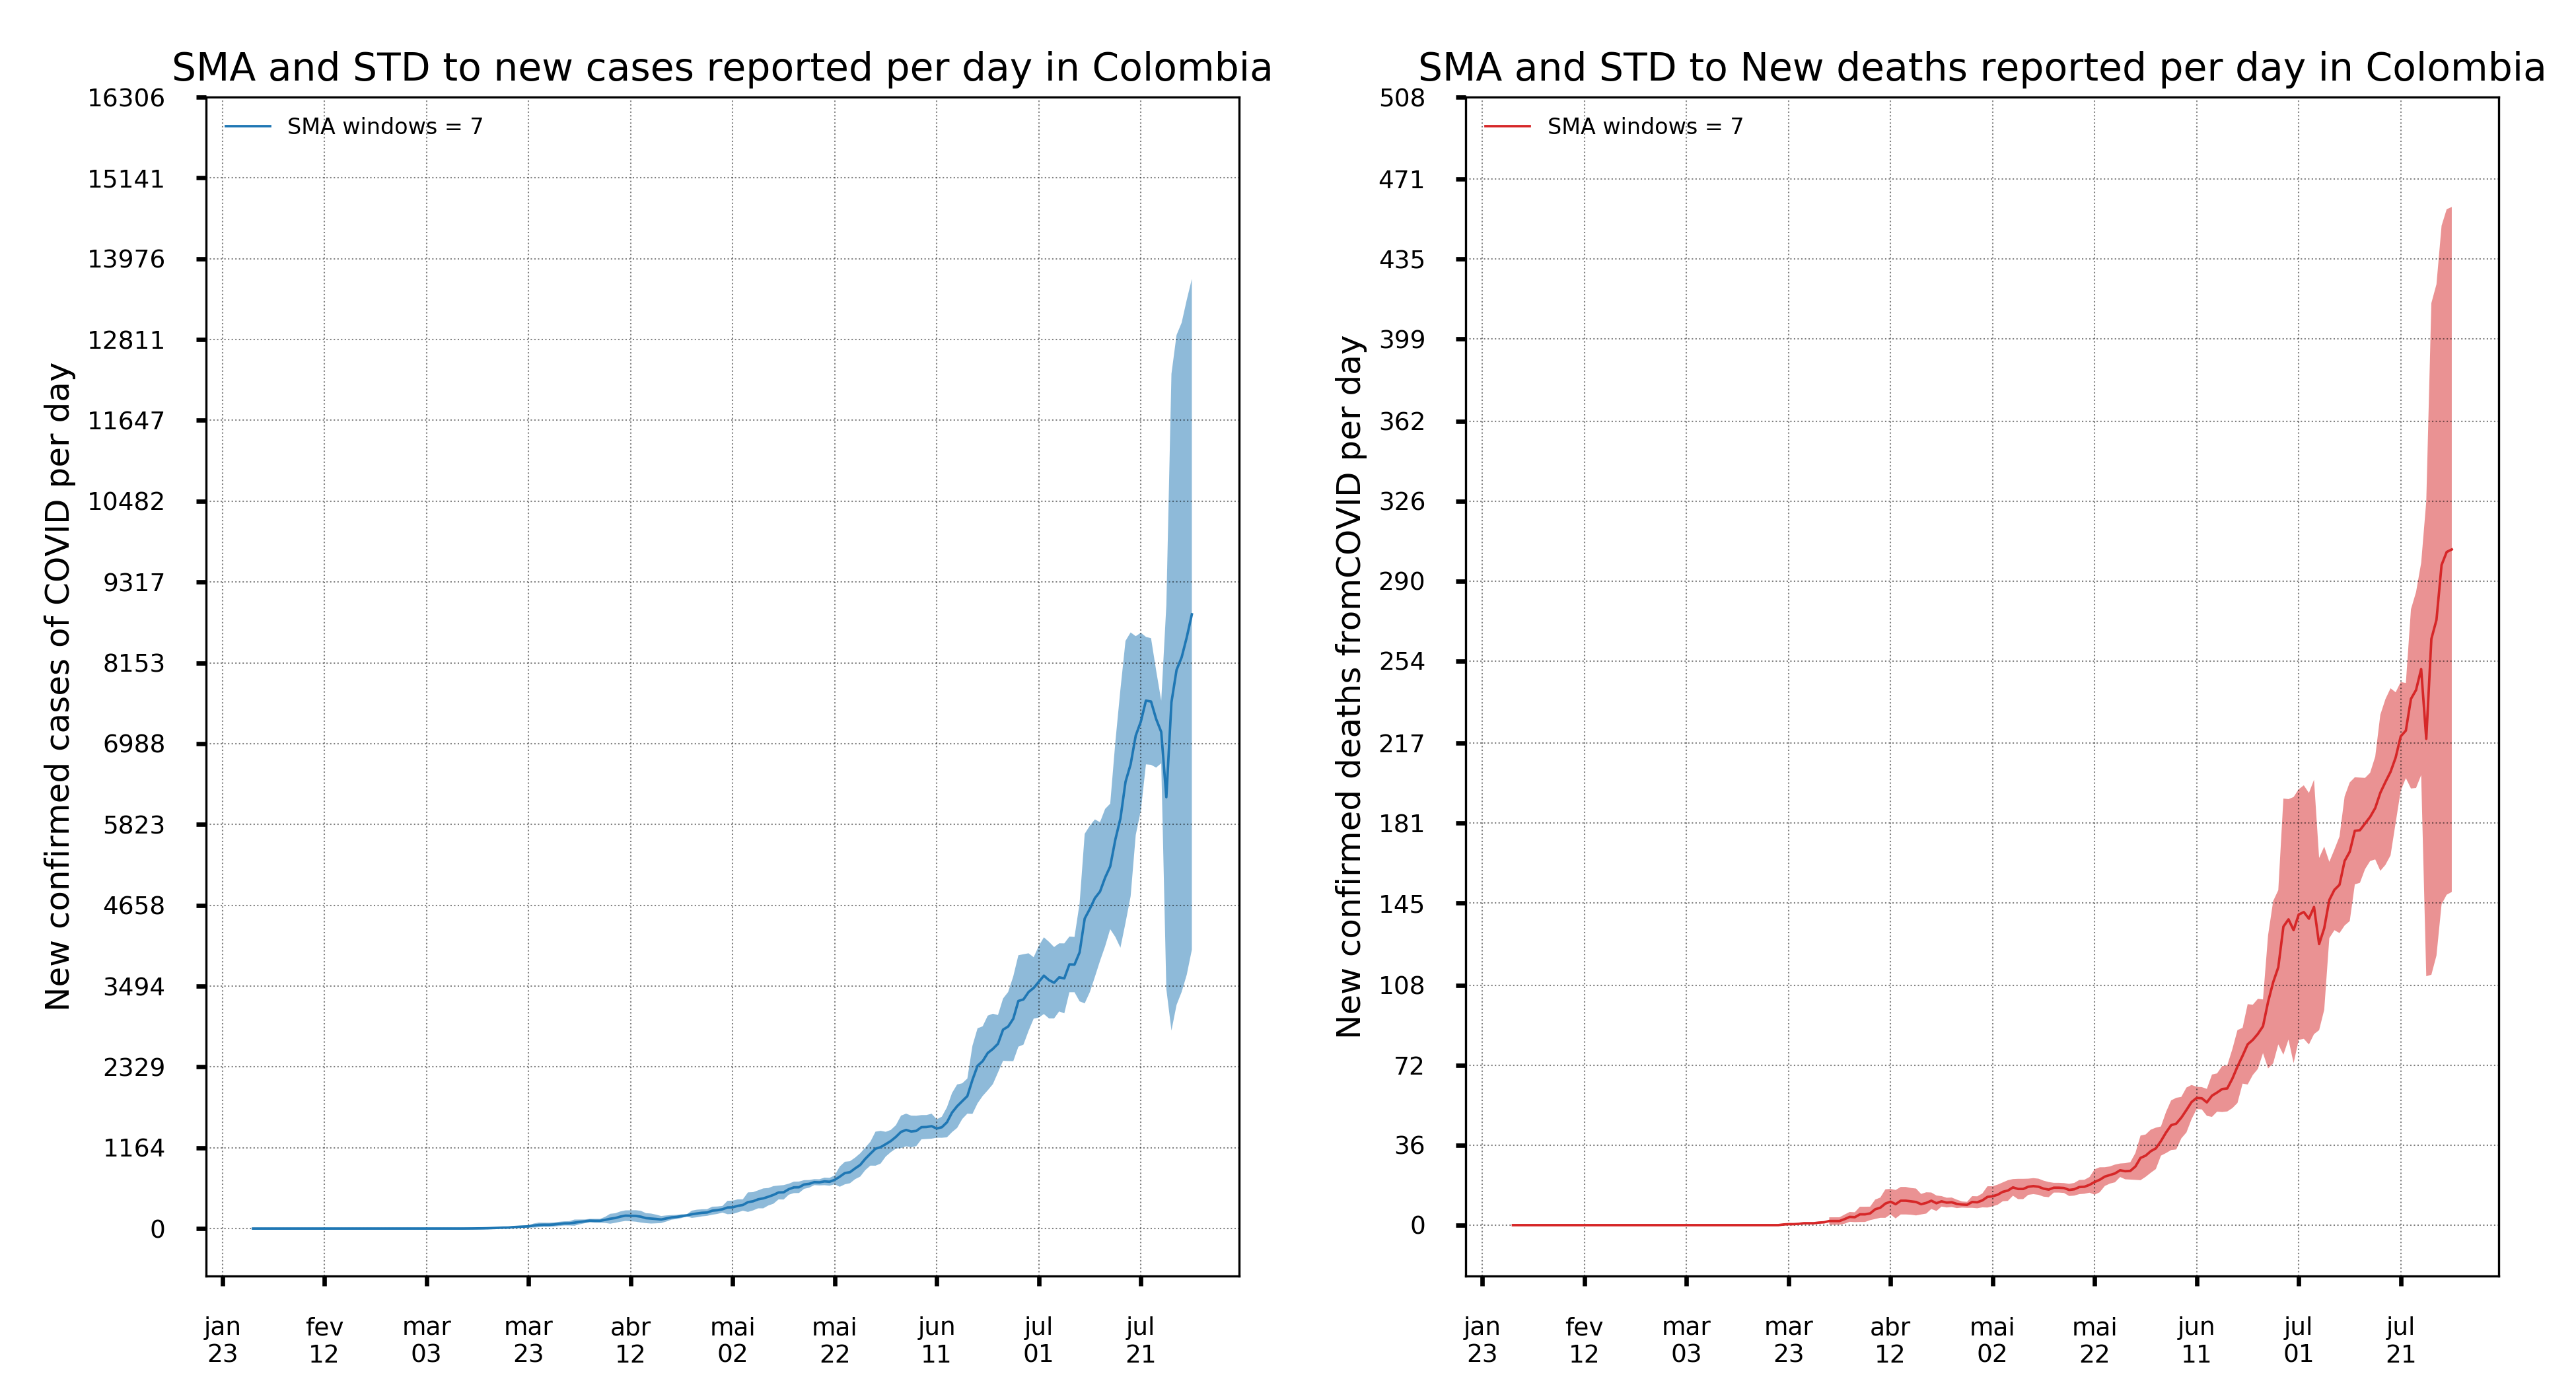 SMA and STD to new cases reported per day in Colombia
New confirmed cases of COVID per day
SMA windows = 7
16306
15141
13976
12811
11647
10482
9317
8153
6988
5823
4658
3494
2329
1164
0
jan 23
fev 12
mar 03
mar 23
abr 12
mai 02
mai 22
jun 11
jul 01
jul 21
SMA and STD to New deaths reported per day in Colombia
New confirmed deaths fromCOVID per day
SMA windows = 7
508
471
435
399
362
326
290
254
217
181
145
108
72
36
0
jan 23
fev 12
mar 03
mar 23
abr 12
mai 02
mai 22
jun 11
jul 01
jul 21